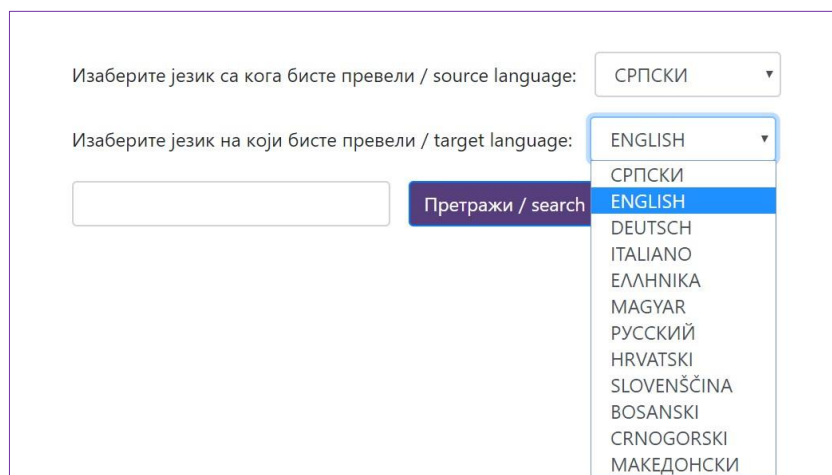 Изаберите језик са кога бисте превели / source language: СРПСКИ
Изаберите језик на који бисте превели / target language: ENGLISH
Претражи / search
СРПСКИ
ENGLISH
DEUTSCH
ITALIANO
ΕΛΛΗΝΙΚΑ
MAGYAR
РУССКИЙ
HRVATSKI
SLOVENŠČINA
BOSANSKI
CRNOGORSKI
МАКЕДОНСКИ